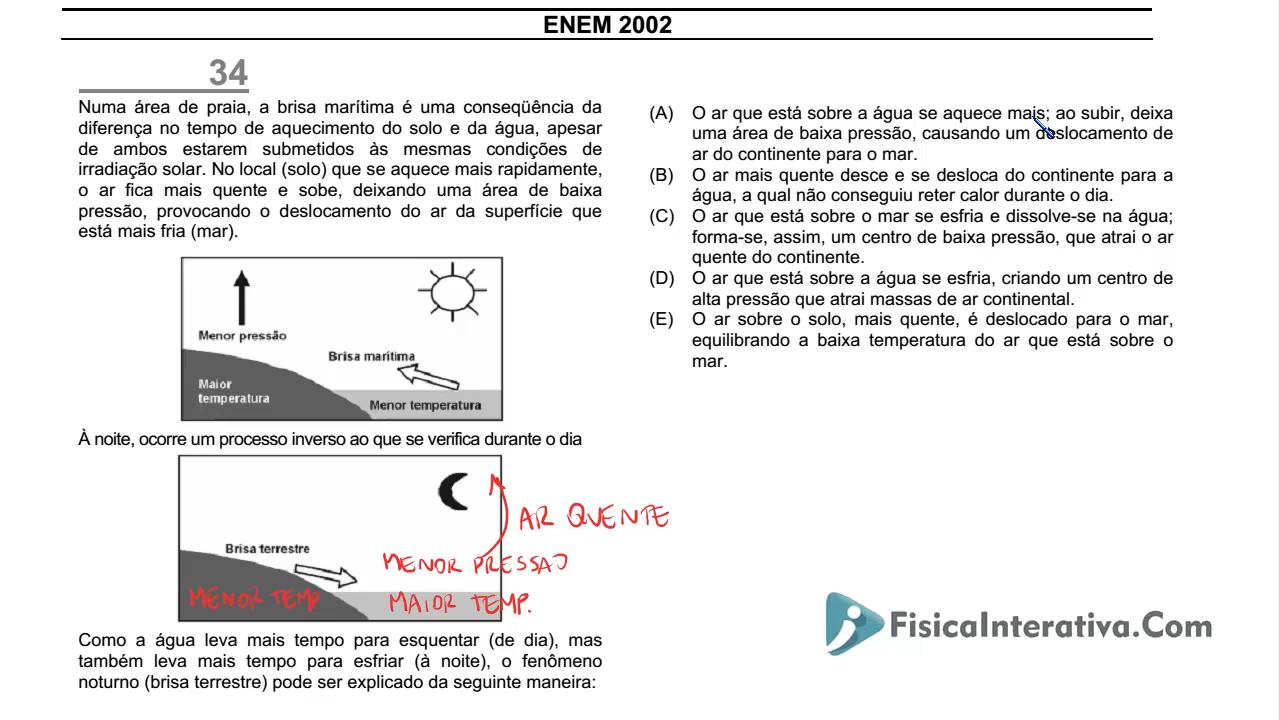 ENEM 2002
34
Numa área de praia, a brisa marítima é uma conseqüência da
diferença no tempo de aquecimento do solo e da água, apesar
de ambos estarem submetidos às mesmas condições de
irradiação solar. No local (solo) que se aquece mais rapidamente,
o ar fica mais quente e sobe, deixando uma área de baixa
pressão, provocando o deslocamento do ar da superfície que
está mais fria (mar).
Menor pressão
Brisa marítima
Maior
temperatura
Menor temperatura
À noite, ocorre um processo inverso ao que se verifica durante o dia
AR QUENTE
Brisa terrestre
MENOR PRESSAO
MENOR TEMP
MAIOR TEMP.
Como a água leva mais tempo para esquentar (de dia), mas
também leva mais tempo para esfriar (à noite), o fenômeno
noturno (brisa terrestre) pode ser explicado da seguinte maneira:
(A) O ar que está sobre a água se aquece mais; ao subir, deixa
uma área de baixa pressão, causando um deslocamento de
ar do continente para o mar.
(B) O ar mais quente desce e se desloca do continente para a
água, a qual não conseguiu reter calor durante o dia.
(C) O ar que está sobre o mar se esfria e dissolve-se na água;
forma-se, assim, um centro de baixa pressão, que atrai o ar
quente do continente.
(D) O ar que está sobre a água se esfria, criando um centro de
alta pressão que atrai massas de ar continental.
(E) O ar sobre o solo, mais quente, é deslocado para o mar,
equilibrando a baixa temperatura do ar que está sobre o
mar.
FisicaInterativa.Com